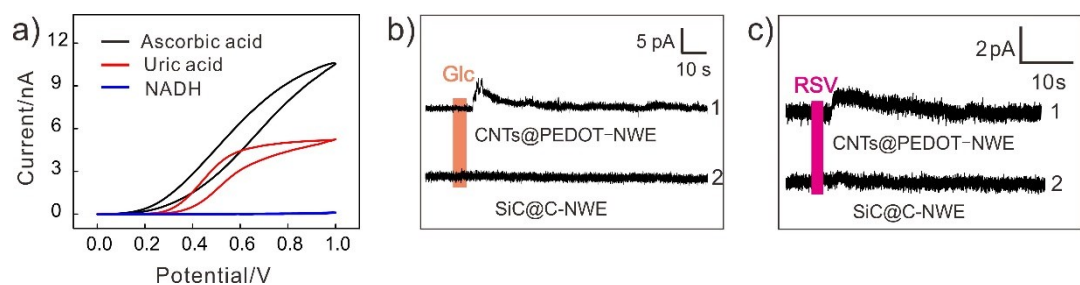 a)
12
9
6
3
0
0.0 0.2 0.4 0.6 0.8 1.0
Current/nA
Potential/V
Ascorbic acid
Uric acid
NADH
b)
5 pA
10 s
Glc
1
CNTs@PEDOT-NWE
2
SiC@C-NWE
c)
2 pA
10s
RSV
1
CNTs@PEDOT-NWE
2
SiC@C-NWE